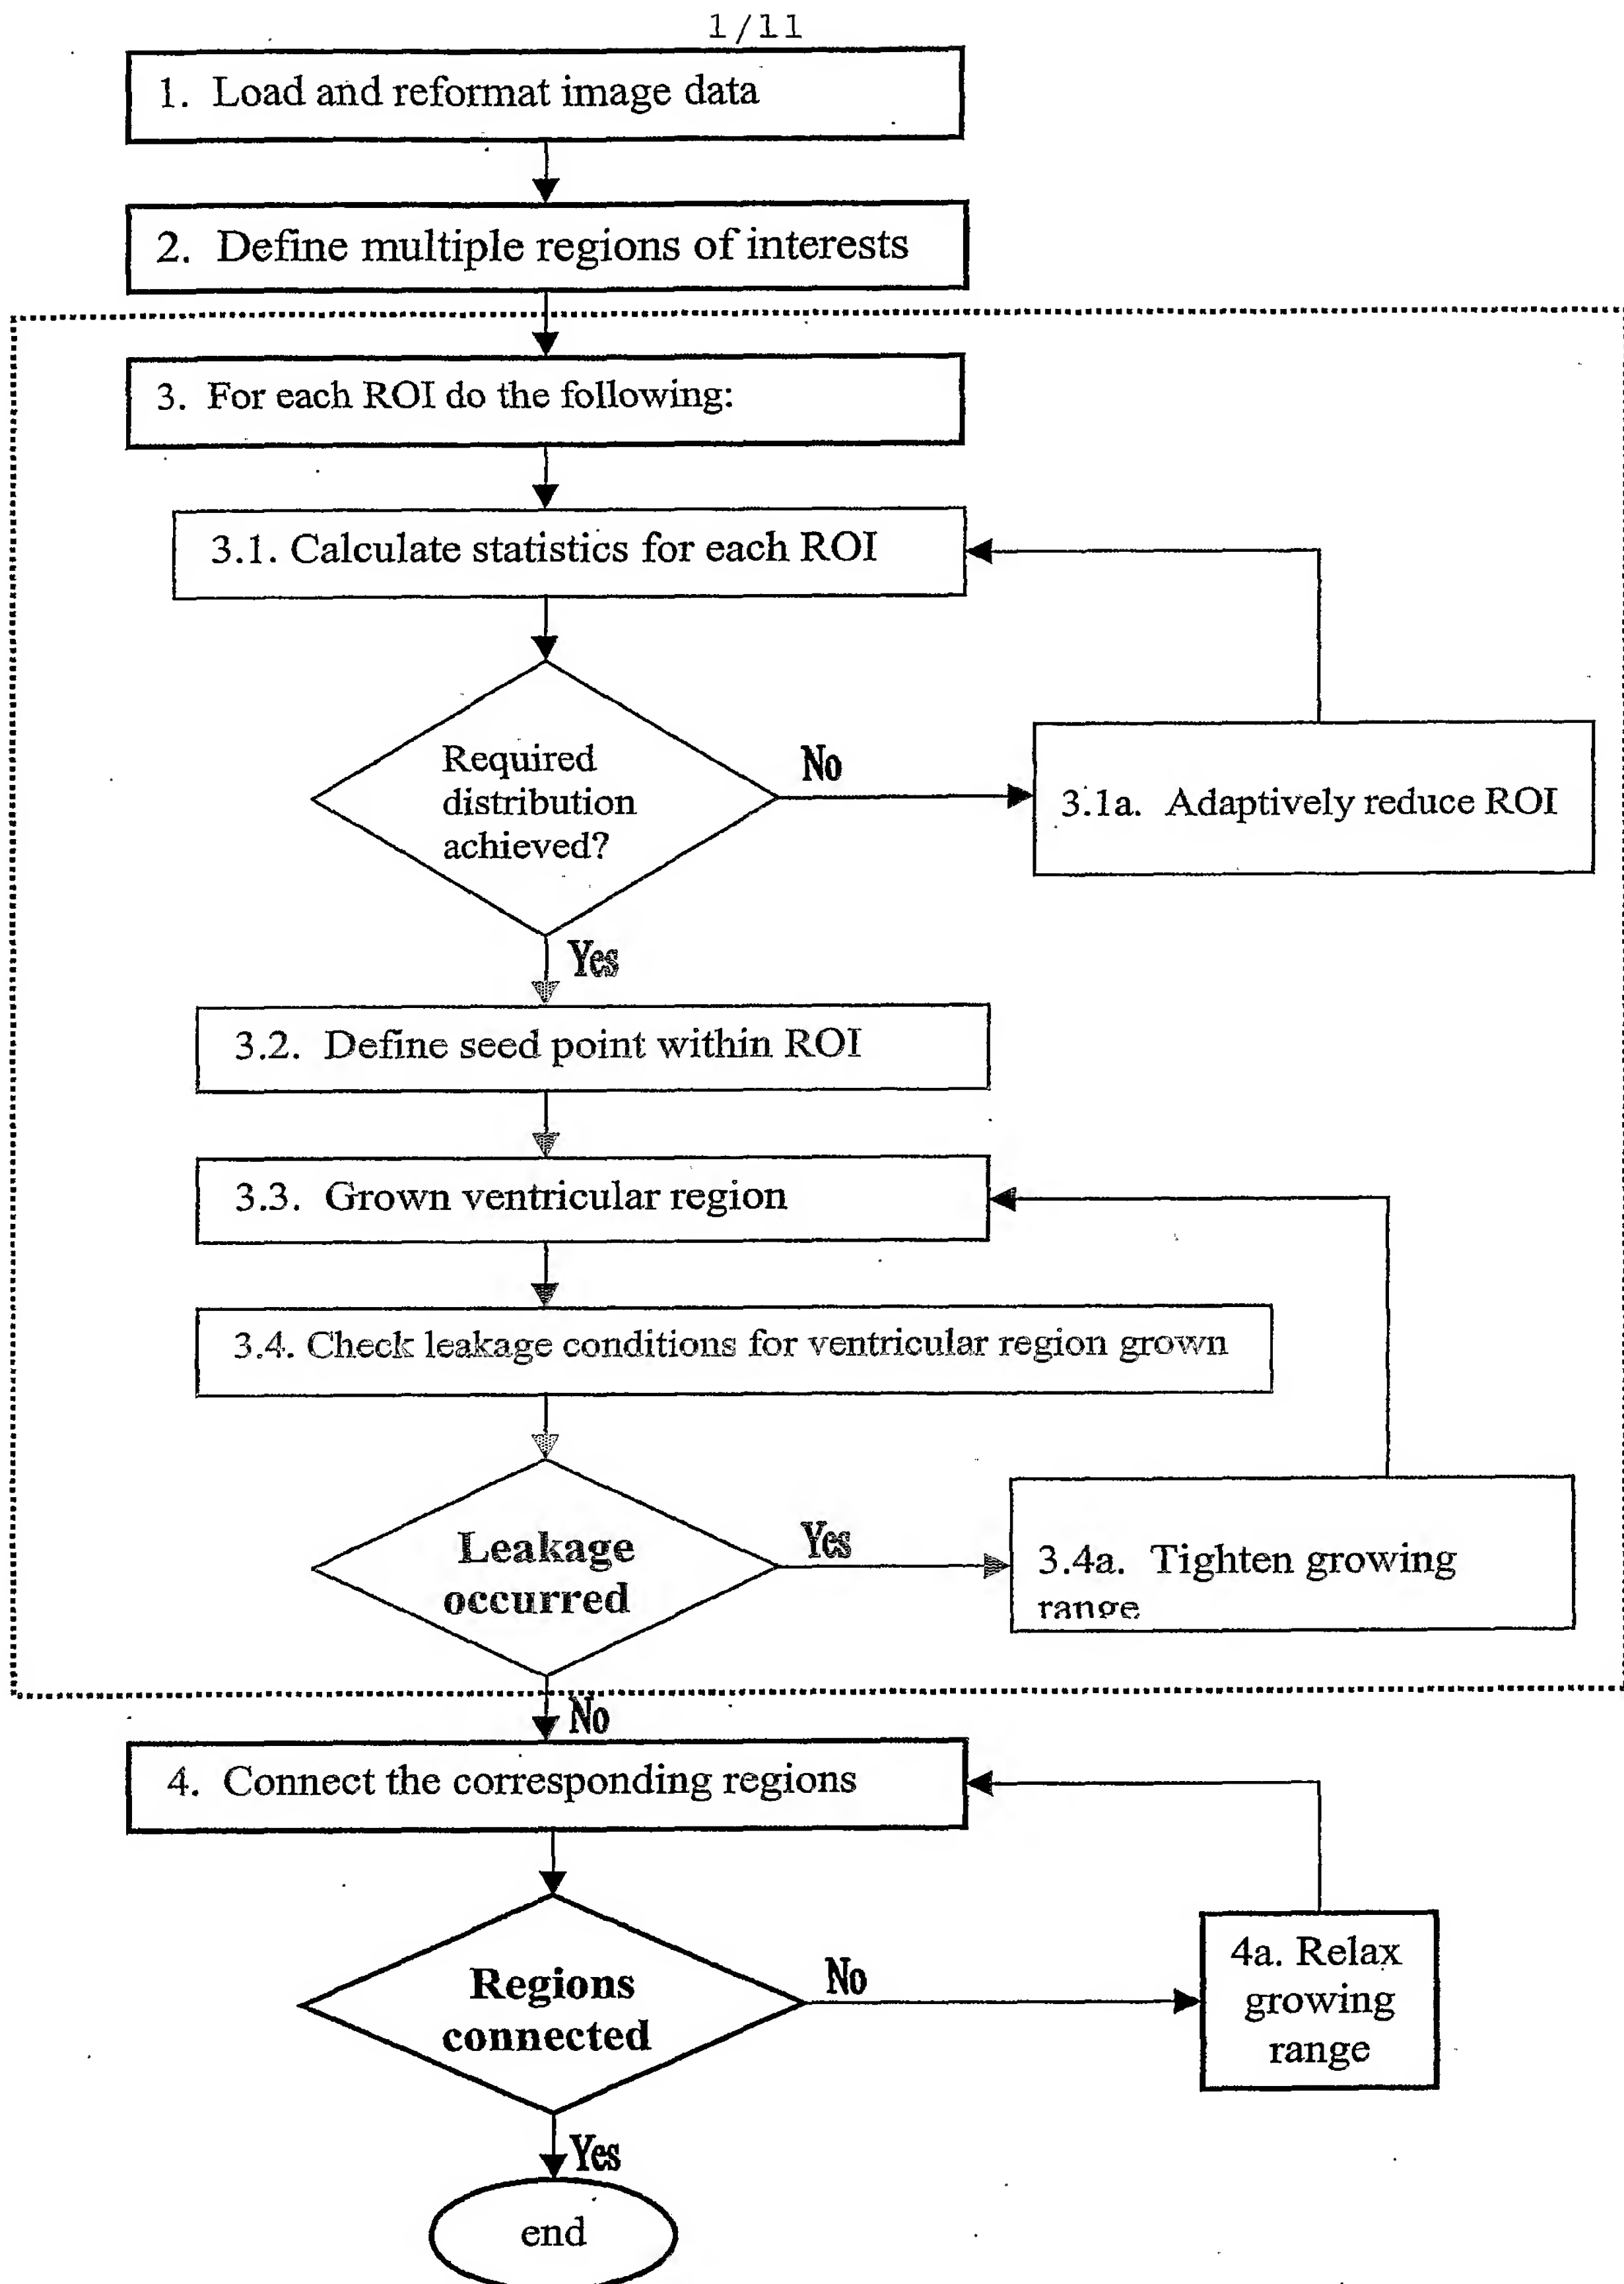 1/11
1. Load and reformat image data
2. Define multiple regions of interests
3. For each ROI do the following:
3.1. Calculate statistics for each ROI
Required
distribution
achieved?
No
3.1a. Adaptively reduce ROI
Yes
3.2. Define seed point within ROI
3.3. Grown ventricular region
3.4. Check leakage conditions for ventricular region grown
Leakage
occurred
Yes
3.4a. Tighten growing
range
No
4. Connect the corresponding regions
Regions
connected
No
4a. Relax
growing
range
Yes
end